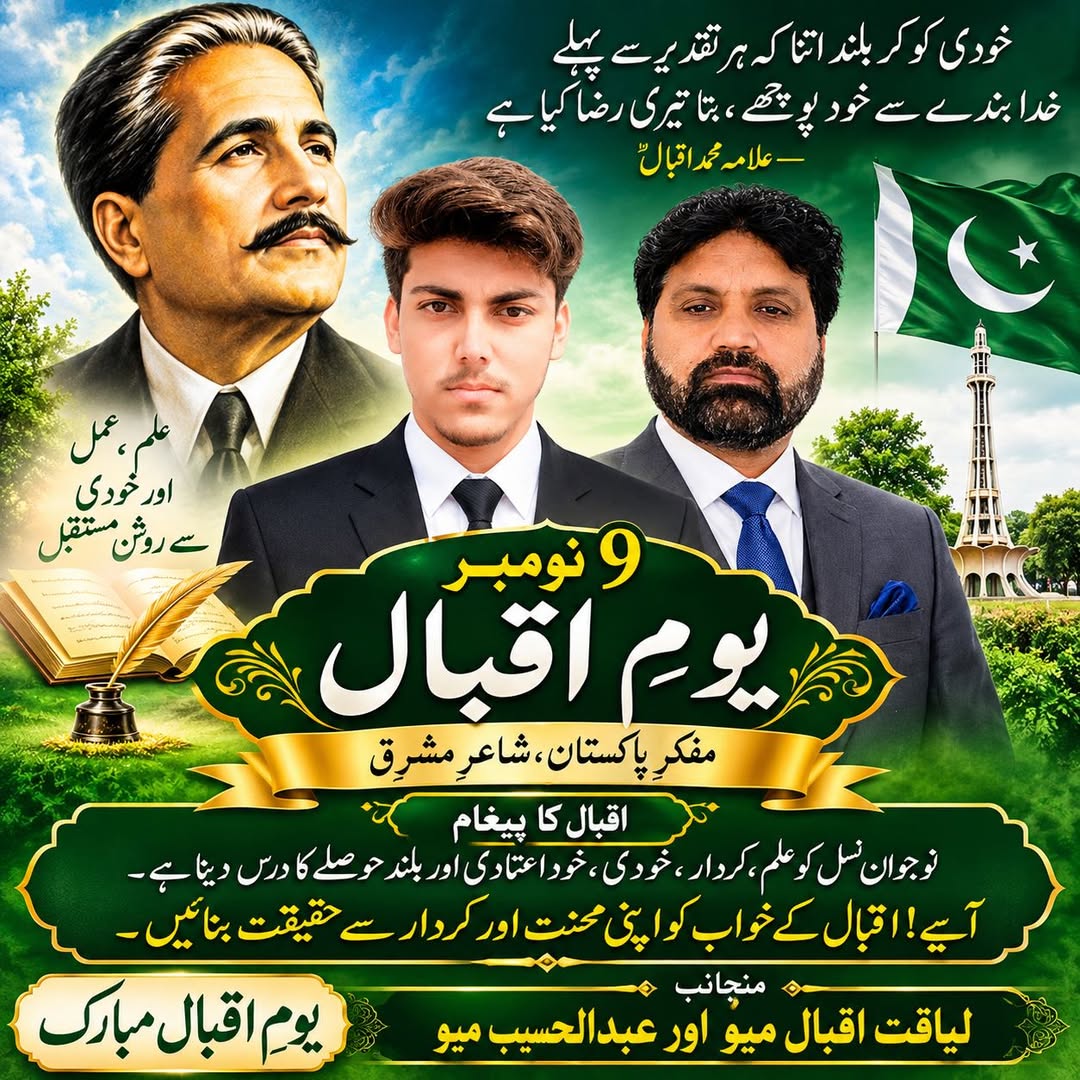 خودی کو کر بلند اتنا کہ ہر تقدیر سے پہلے
خدا بندے سے خود پوچھے، بتا تیری رضا کیا ہے
— علامہ محمد اقبالؒ
علم، عمل
اور خودی
سے روشن مستقبل
9 نومبر
یومِ اقبال
مفکرِ پاکستان، شاعرِ مشرق
اقبال کا پیغام
نوجوان نسل کو علم، کردار، خودی، خود اعتمادی اور بلند حوصلے کا درس دینا ہے۔
آئیے! اقبال کے خواب کو اپنی محنت اور کردار سے حقیقت بنائیں۔
منجانب
لیاقت اقبال میو اور عبدالحسیب میو
یومِ اقبال مبارک